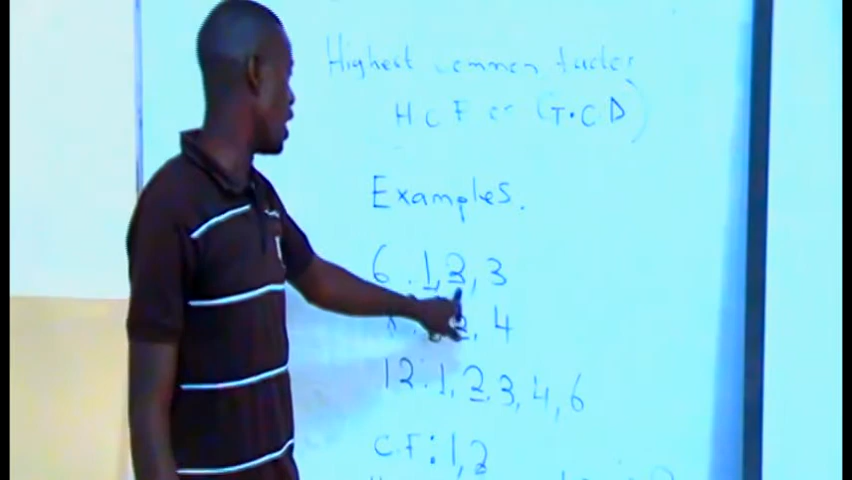 Highest common factor
HCF or (G.C.D)
Examples.
6. 1, 2, 3
2, 4
12. 1, 2, 3, 4, 6
C.F: 1, 2